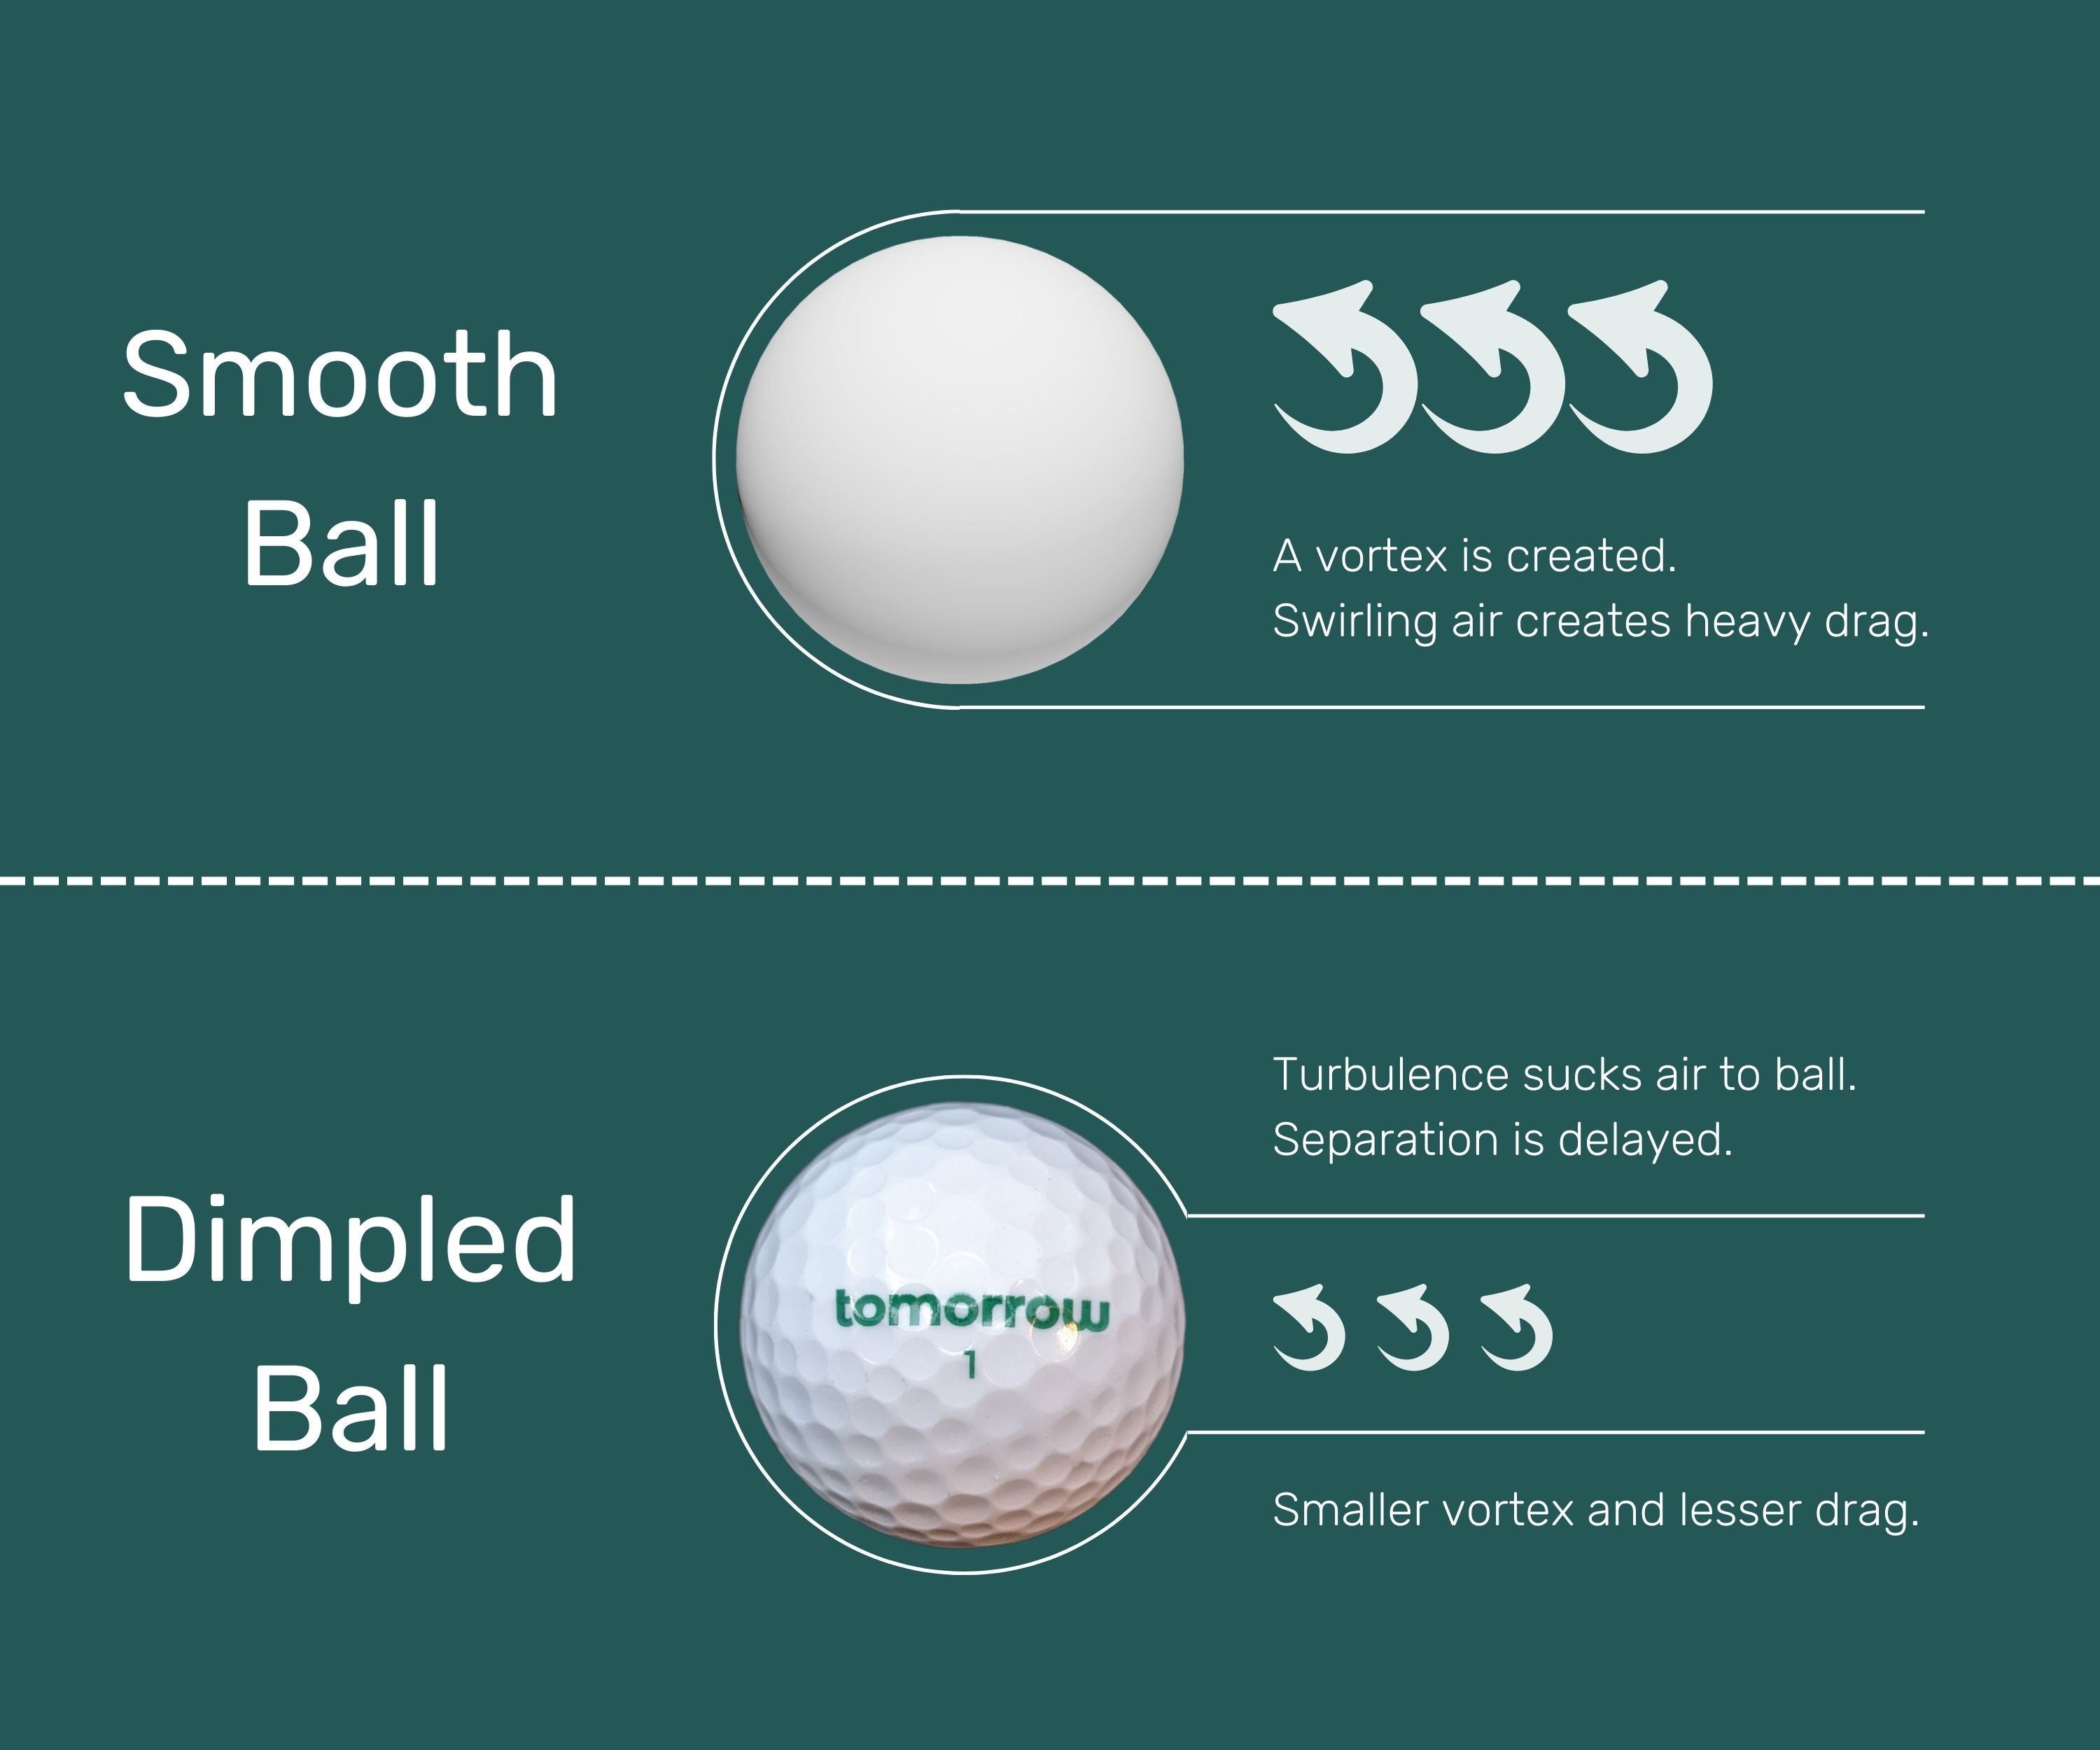 Smooth
Ball
A vortex is created.
Swirling air creates heavy drag.
Turbulence sucks air to ball.
Separation is delayed.
Dimpled
Ball
tomorrow
1
Smaller vortex and lesser drag.